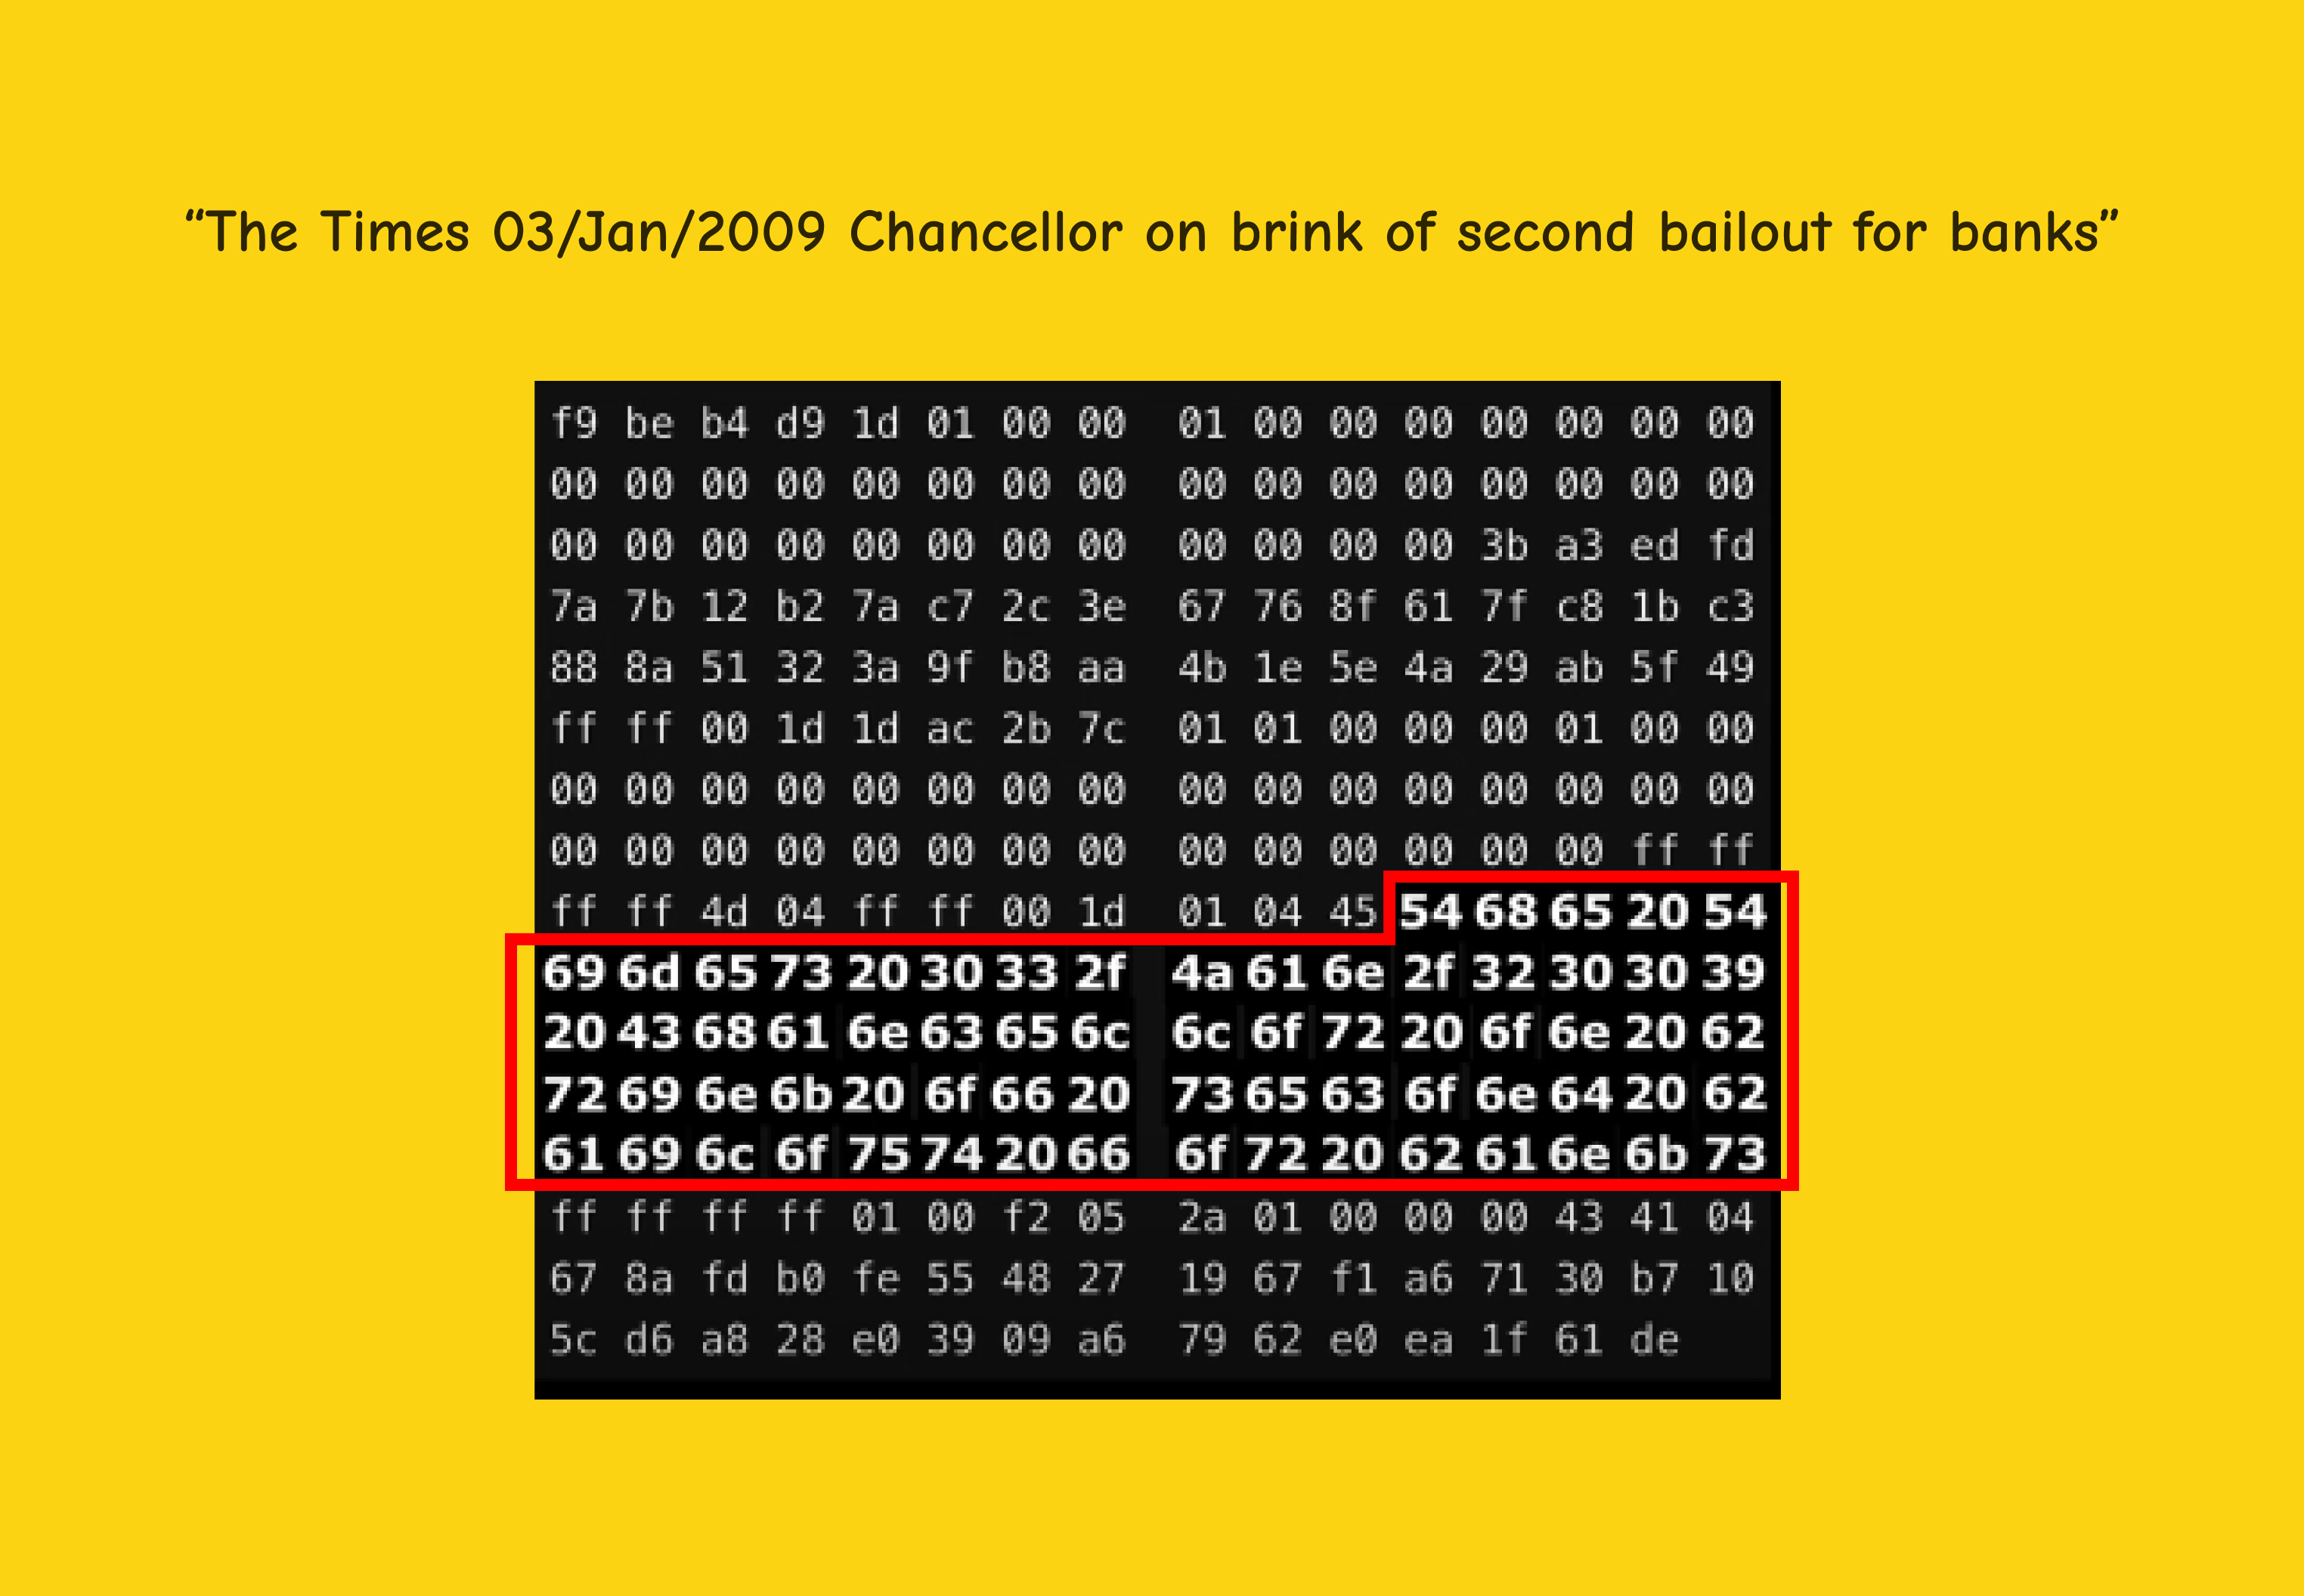 “The Times 03/Jan/2009 Chancellor on brink of second bailout for banks”
f9 be b4 d9 1d 01 00 00 01 00 00 00 00 00 00 00
00 00 00 00 00 00 00 00 00 00 00 00 00 00 00 00
00 00 00 00 00 00 00 00 00 00 00 00 3b a3 ed fd
7a 7b 12 b2 7a c7 2c 3e 67 76 8f 61 7f c8 1b c3
88 8a 51 32 3a 9f b8 aa 4b 1e 5e 4a 29 ab 5f 49
ff ff 00 1d 1d ac 2b 7c 01 01 00 00 00 01 00 00
00 00 00 00 00 00 00 00 00 00 00 00 00 00 00 00
00 00 00 00 00 00 00 00 00 00 00 00 00 00 ff ff
ff ff 4d 04 ff ff 00 1d 01 04 45 54 68 65 20 54
69 6d 65 73 20 30 33 2f 4a 61 6e 2f 32 30 30 39
20 43 68 61 6e 63 65 6c 6c 6f 72 20 6f 6e 20 62
72 69 6e 6b 20 6f 66 20 73 65 63 6f 6e 64 20 62
61 69 6c 6f 75 74 20 66 6f 72 20 62 61 6e 6b 73
ff ff ff ff 01 00 f2 05 2a 01 00 00 00 43 41 04
67 8a fd b0 fe 55 48 27 19 67 f1 a6 71 30 b7 10
5c d6 a8 28 e0 39 09 a6 79 62 e0 ea 1f 61 de